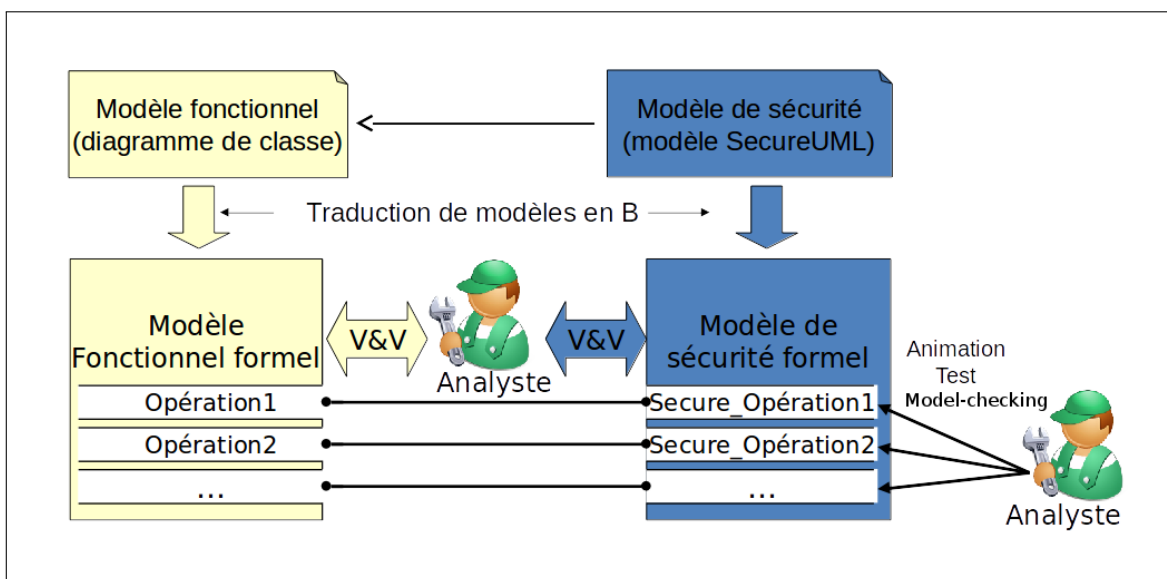 Modèle fonctionnel
(diagramme de classe)
Modèle de sécurité
(modèle SecureUML)
Traduction de modèles en B
Modèle
Fonctionnel formel
V&V
Analyste
V&V
Modèle de
sécurité formel
Animation
Test
Model-checking
Opération1
Secure_Opération1
Opération2
Secure_Opération2
...
...
Analyste